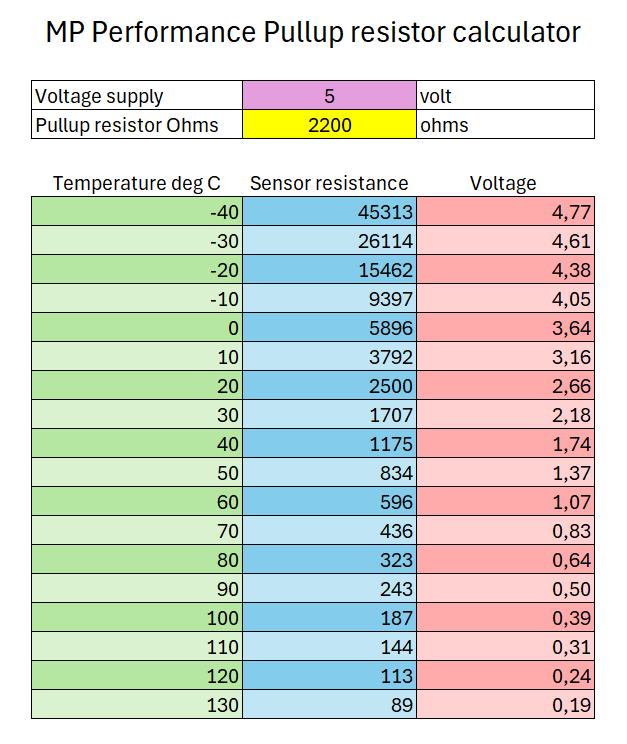 MP Performance Pullup resistor calculator
Voltage supply 5 volt
Pullup resistor Ohms 2200 ohms
Temperature deg C Sensor resistance Voltage
-40 45313 4,77
-30 26114 4,61
-20 15462 4,38
-10 9397 4,05
0 5896 3,64
10 3792 3,16
20 2500 2,66
30 1707 2,18
40 1175 1,74
50 834 1,37
60 596 1,07
70 436 0,83
80 323 0,64
90 243 0,50
100 187 0,39
110 144 0,31
120 113 0,24
130 89 0,19